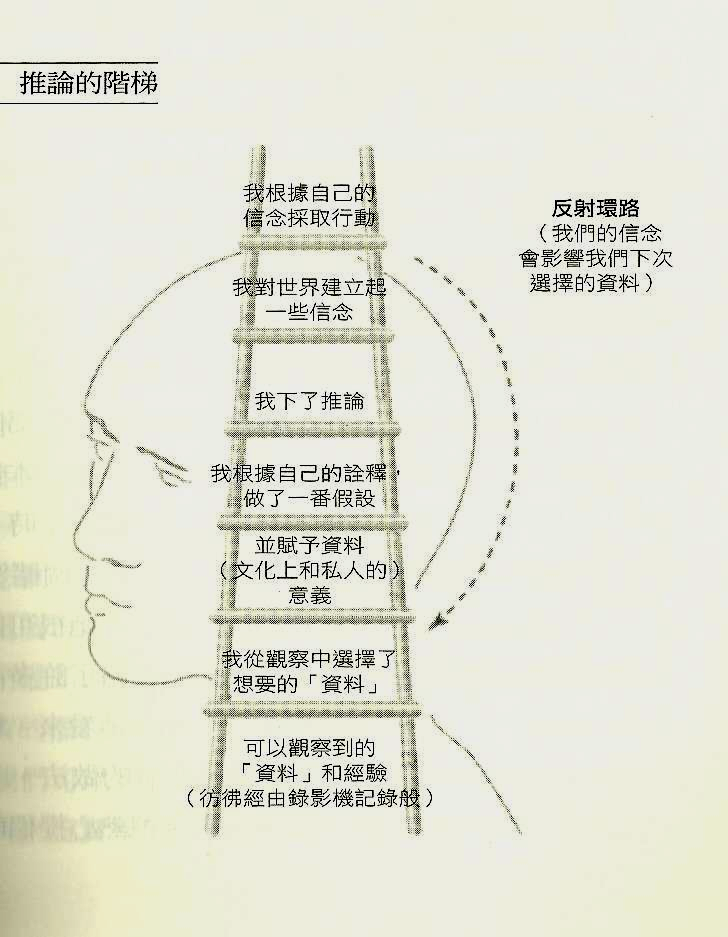 推論的階梯
我根據自己的
信念採取行動
反射環路
（我們的信念
會影響我們下次
選擇的資料）
我對世界建立起
一些信念
我下了推論
我根據自己的詮釋，
做了一番假設
並賦予資料
（文化上和私人的）
意義
我從觀察中選擇了
想要的「資料」
可以觀察到的
「資料」和經驗
（彷彿經由錄影機記錄般）